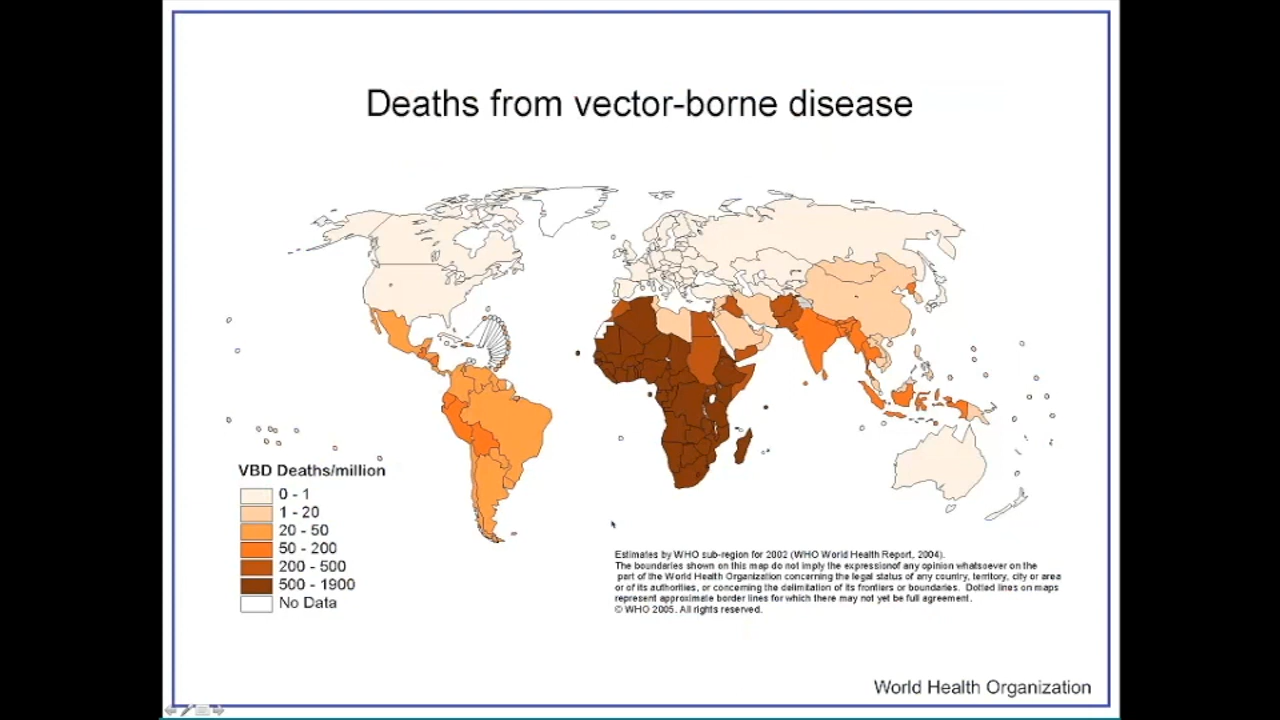 Deaths from vector-borne disease
VBD Deaths/million
0 - 1
1 - 20
20 - 50
50 - 200
200 - 500
500 - 1900
No Data
Estimates by WHO sub-region for 2002 (WHO World Health Report, 2004).
The boundaries shown on this map do not imply the expressionof any opinion whatsoever on the
part of the World Health Organization concerning the legal status of any country, territory, city or area
or of its authorities, or concerning the delimitation of its frontiers or boundaries. Dotted lines on maps
represent approximate border lines for which there may not yet be full agreement.
© WHO 2005. All rights reserved.
World Health Organization